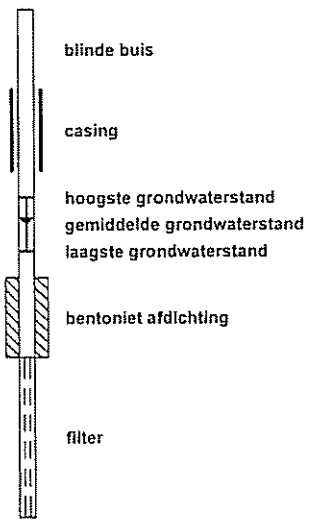 blinde buis
casing
hoogste grondwaterstand
gemiddelde grondwaterstand
laagste grondwaterstand
bentoniet afdichting
filter